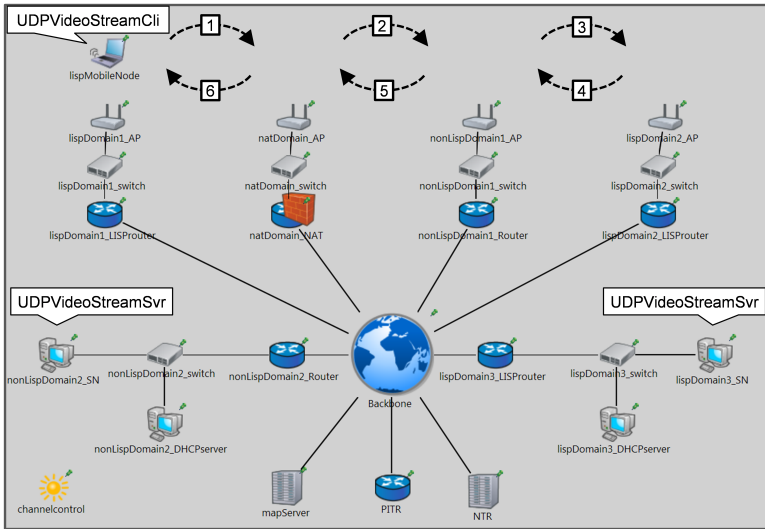 UDPVideoStreamCli
1
2
3
lispMobileNode
6
5
4
lispDomain1_AP
natDomain_AP
nonLispDomain1_AP
lispDomain2_AP
lispDomain1_switch
natDomain_switch
nonLispDomain1_switch
lispDomain2_switch
lispDomain1_LISProuter
natDomain_NAT
nonLispDomain1_Router
lispDomain2_LISProuter
UDPVideoStreamSvr
UDPVideoStreamSvr
nonLispDomain2_SN
nonLispDomain2_switch
nonLispDomain2_Router
Backbone
lispDomain3_LISProuter
lispDomain3_switch
lispDomain3_SN
nonLispDomain2_DHCPserver
lispDomain3_DHCPserver
channelcontrol
mapServer
PITR
NTR